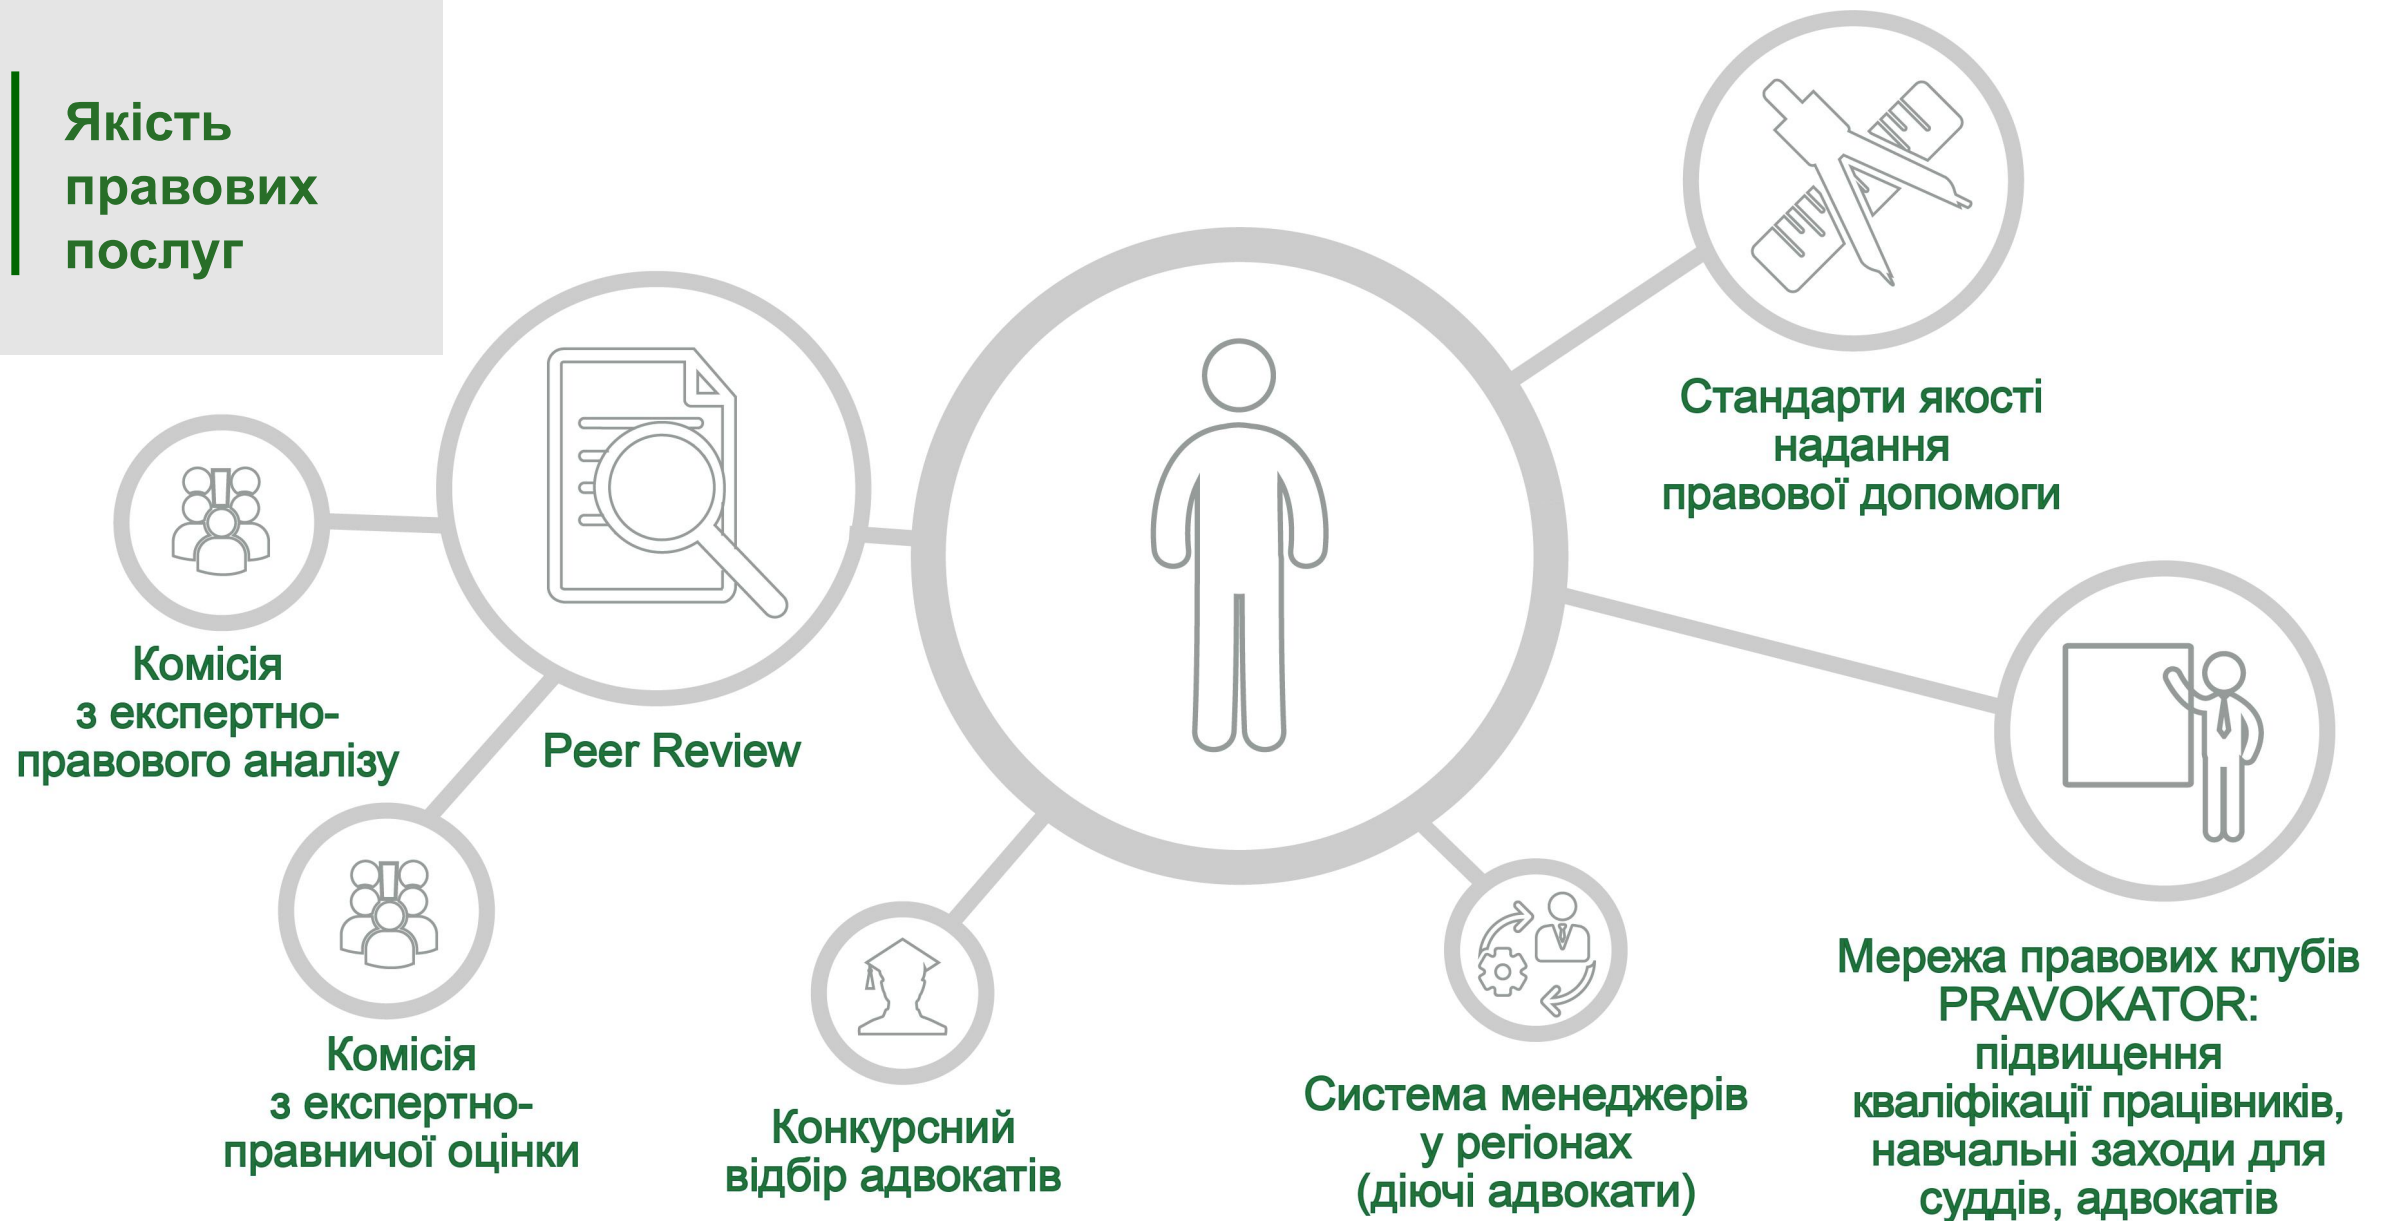 Якість
правових
послуг
Стандарти якості
надання
правової допомоги
Комісія
з експертно-
правового аналізу
Peer Review
Комісія
з експертно-
правничої оцінки
Конкурсний
відбір адвокатів
Система менеджерів
у регіонах
(діючі адвокати)
Мережа правових клубів
PRAVOKATOR:
підвищення
кваліфікації працівників,
навчальні заходи для
суддів, адвокатів